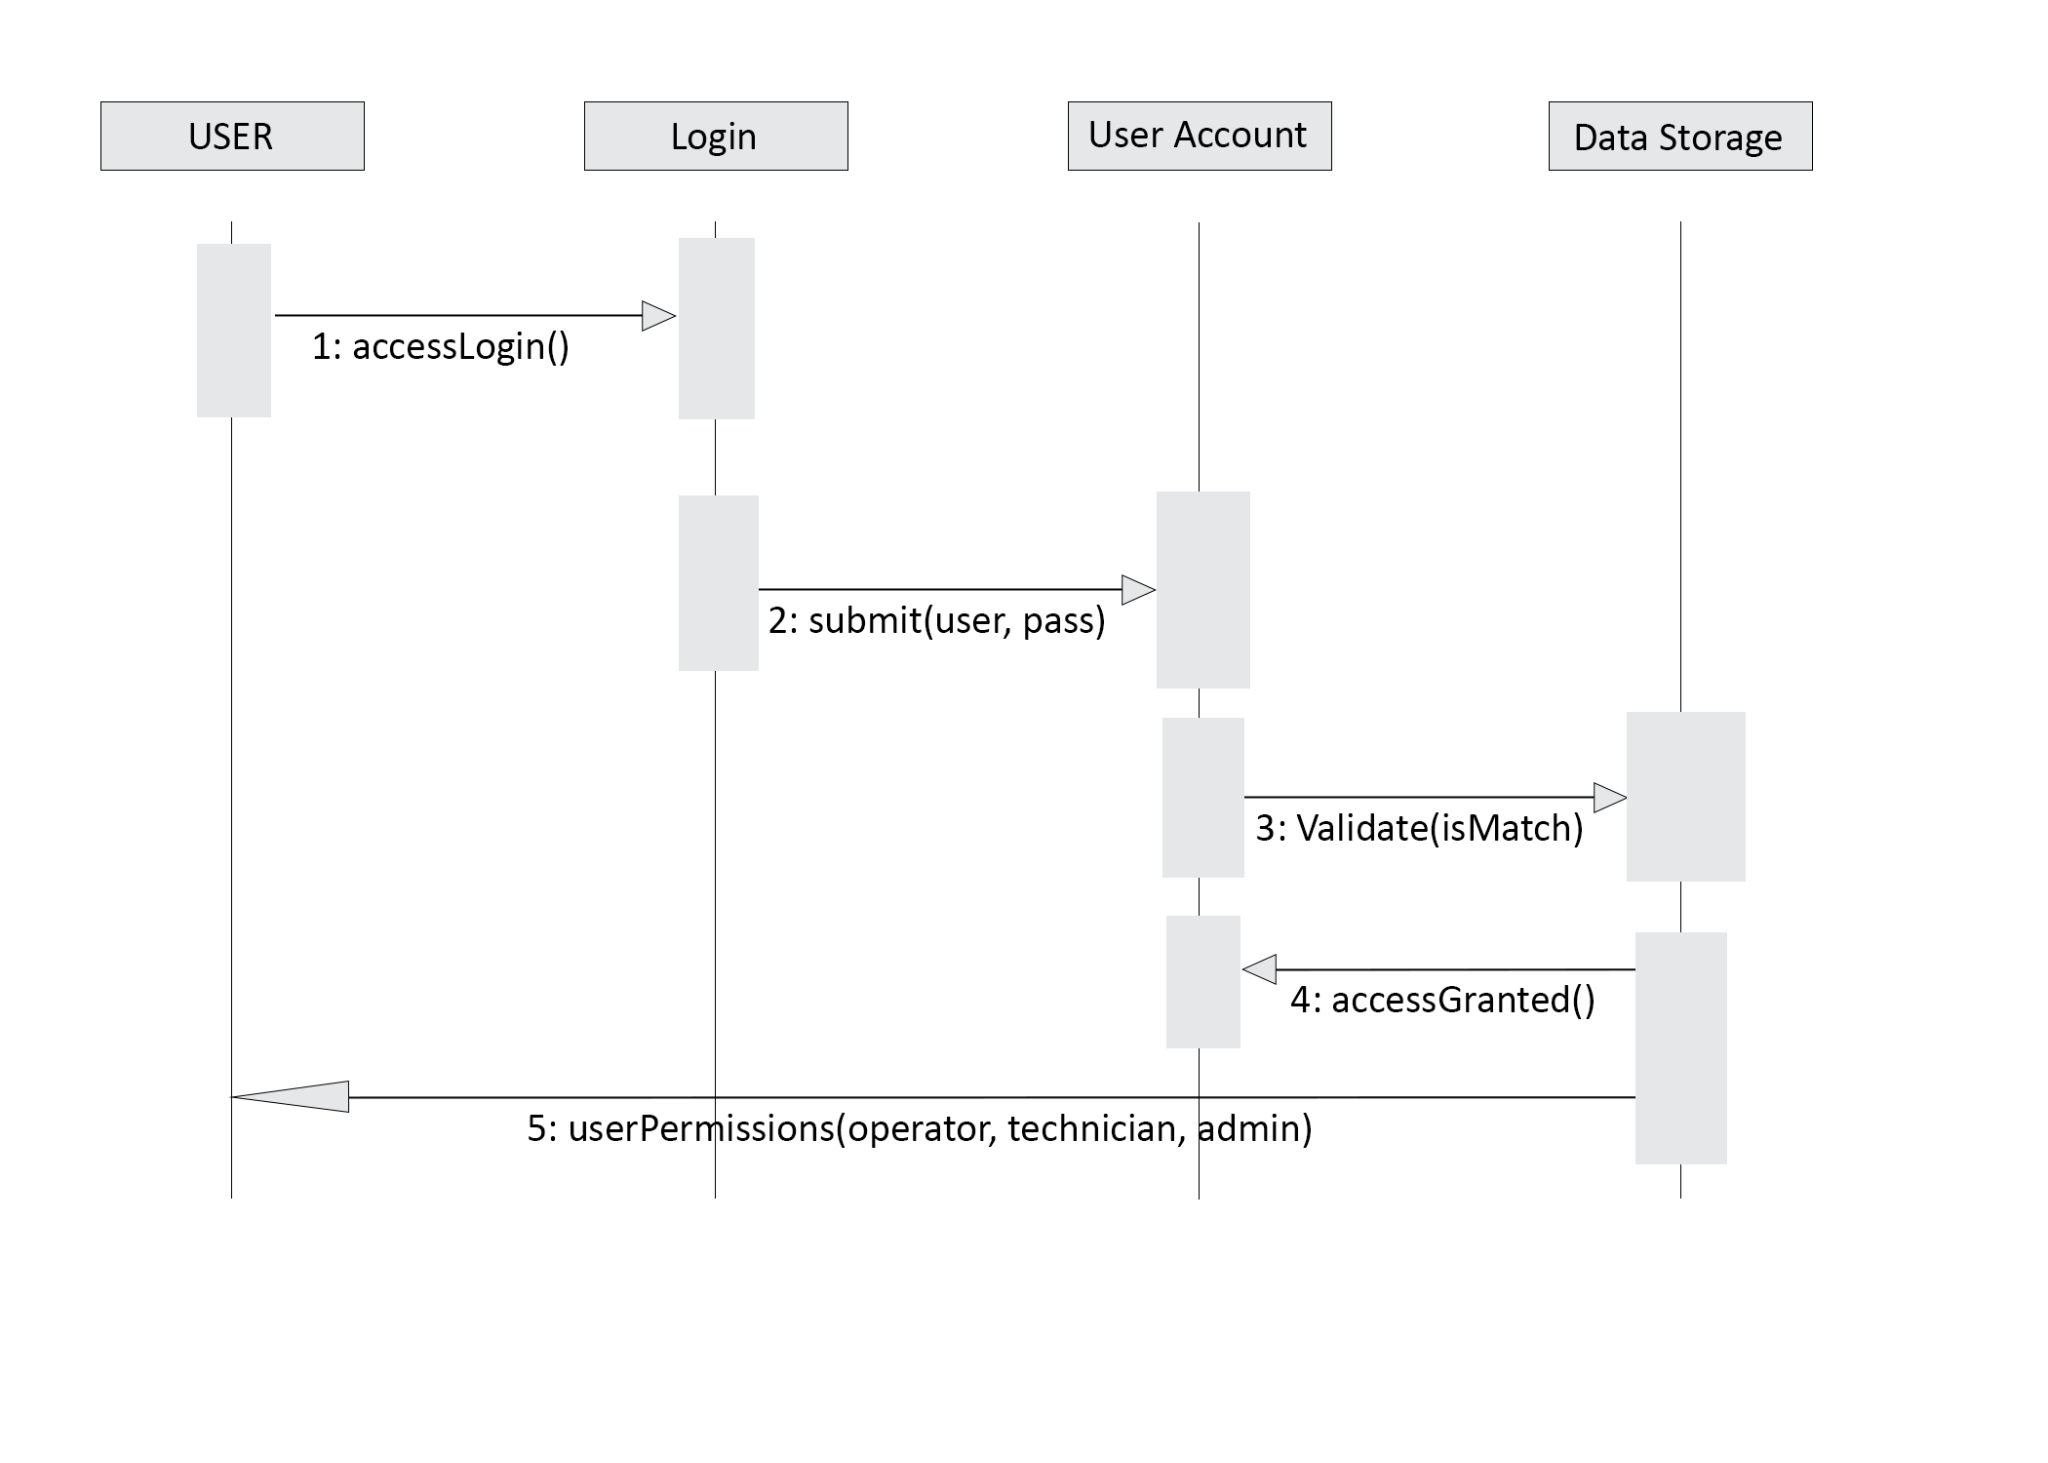 USER
Login
User Account
Data Storage
1: accessLogin()
2: submit(user, pass)
3: Validate(isMatch)
4: accessGranted()
5: userPermissions(operator, technician, admin)